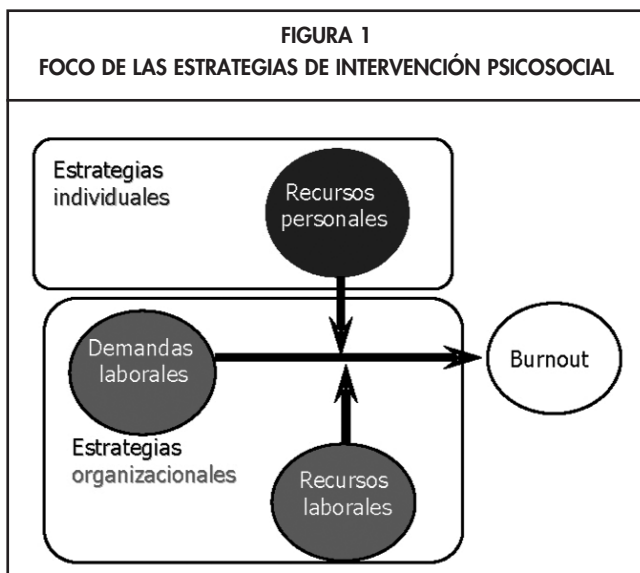 FIGURA 1
FOCO DE LAS ESTRATEGIAS DE INTERVENCIÓN PSICOSOCIAL
Estrategias
individuales
Recursos
personales
Demandas
laborales
Burnout
Estrategias
organizacionales
Recursos
laborales